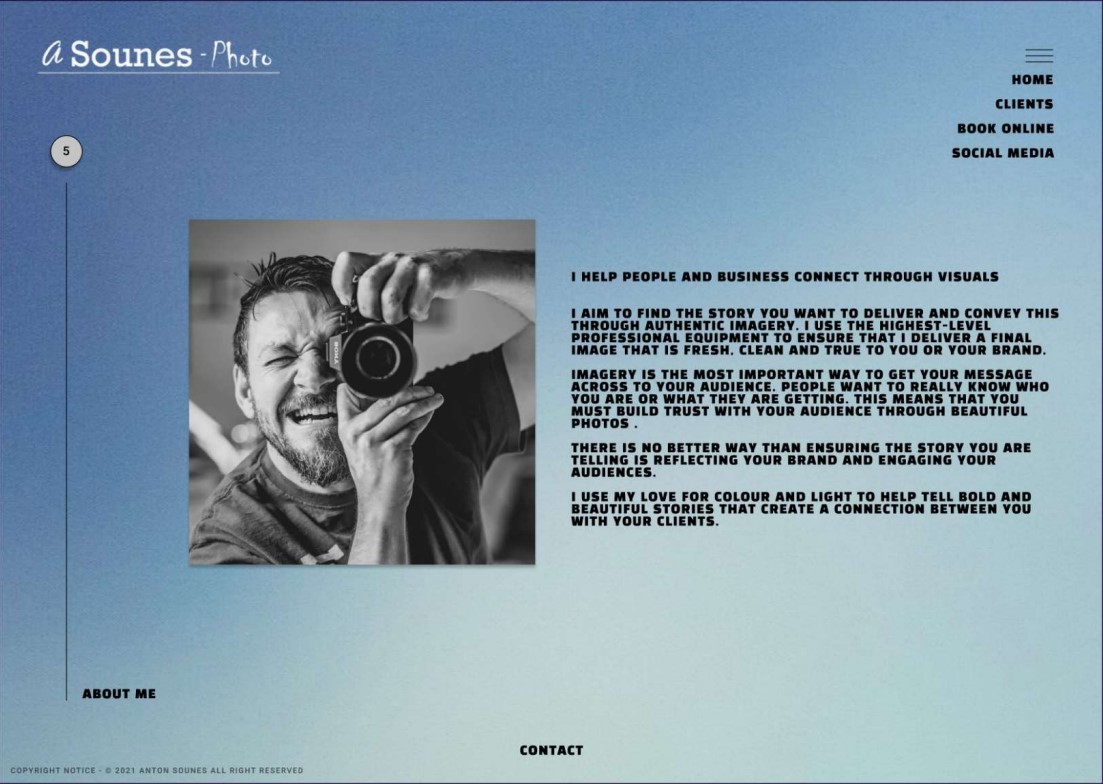 a Sounes - Photo
HOME
CLIENTS
BOOK ONLINE
SOCIAL MEDIA
5
I HELP PEOPLE AND BUSINESS CONNECT THROUGH VISUALS
I AIM TO FIND THE STORY YOU WANT TO DELIVER AND CONVEY THIS
THROUGH AUTHENTIC IMAGERY. I USE THE HIGHEST-LEVEL
PROFESSIONAL EQUIPMENT TO ENSURE THAT I DELIVER A FINAL
IMAGE THAT IS FRESH. CLEAN AND TRUE TO YOU OR YOUR BRAND.
IMAGERY IS THE MOST IMPORTANT WAY TO GET YOUR MESSAGE
ACROSS TO YOUR AUDIENCE. PEOPLE WANT TO REALLY KNOW WHO
YOU ARE OR WHAT THEY ARE GETTING. THIS MEANS THAT YOU
MUST BUILD TRUST WITH YOUR AUDIENCE THROUGH BEAUTIFUL
PHOTOS .
THERE IS NO BETTER WAY THAN ENSURING THE STORY YOU ARE
TELLING IS REFLECTING YOUR BRAND AND ENGAGING YOUR
AUDIENCES.
I USE MY LOVE FOR COLOUR AND LIGHT TO HELP TELL BOLD AND
BEAUTIFUL STORIES THAT CREATE A CONNECTION BETWEEN YOU
WITH YOUR CLIENTS.
ABOUT ME
CONTACT
COPYRIGHT NOTICE - © 2021 ANTON SOUNES ALL RIGHT RESERVED